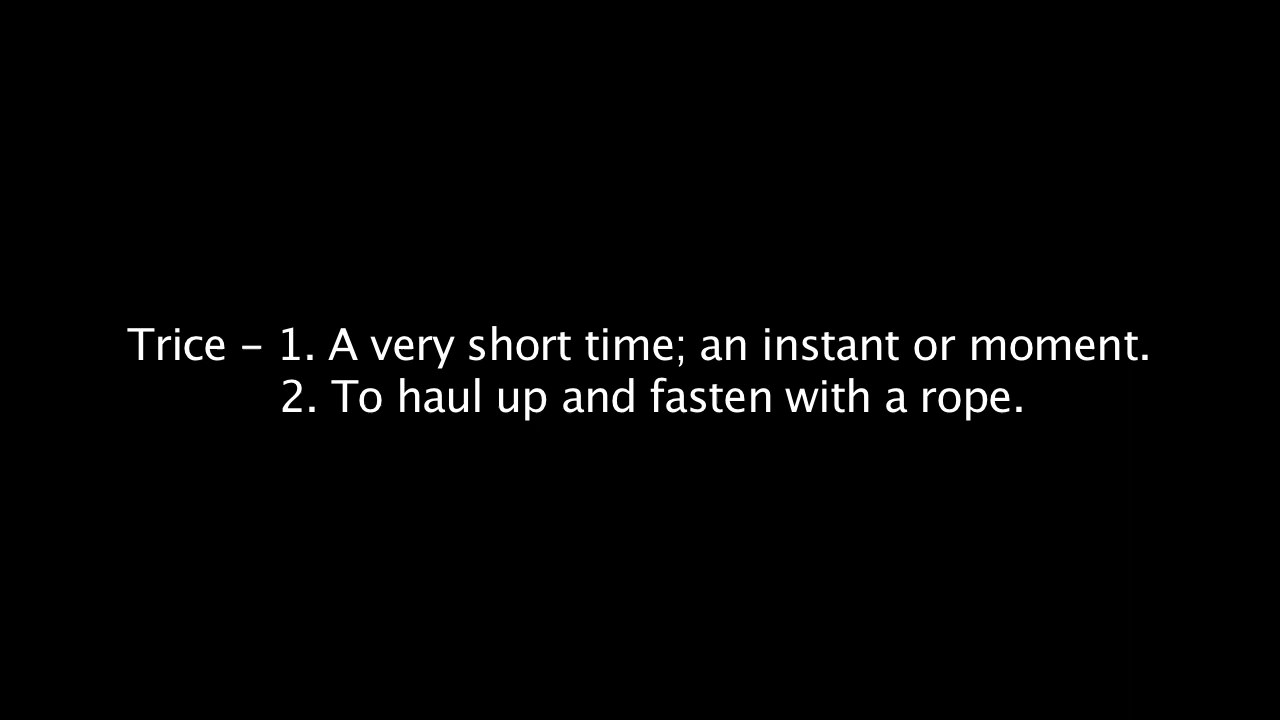 Trice – 1. A very short time; an instant or moment.
2. To haul up and fasten with a rope.